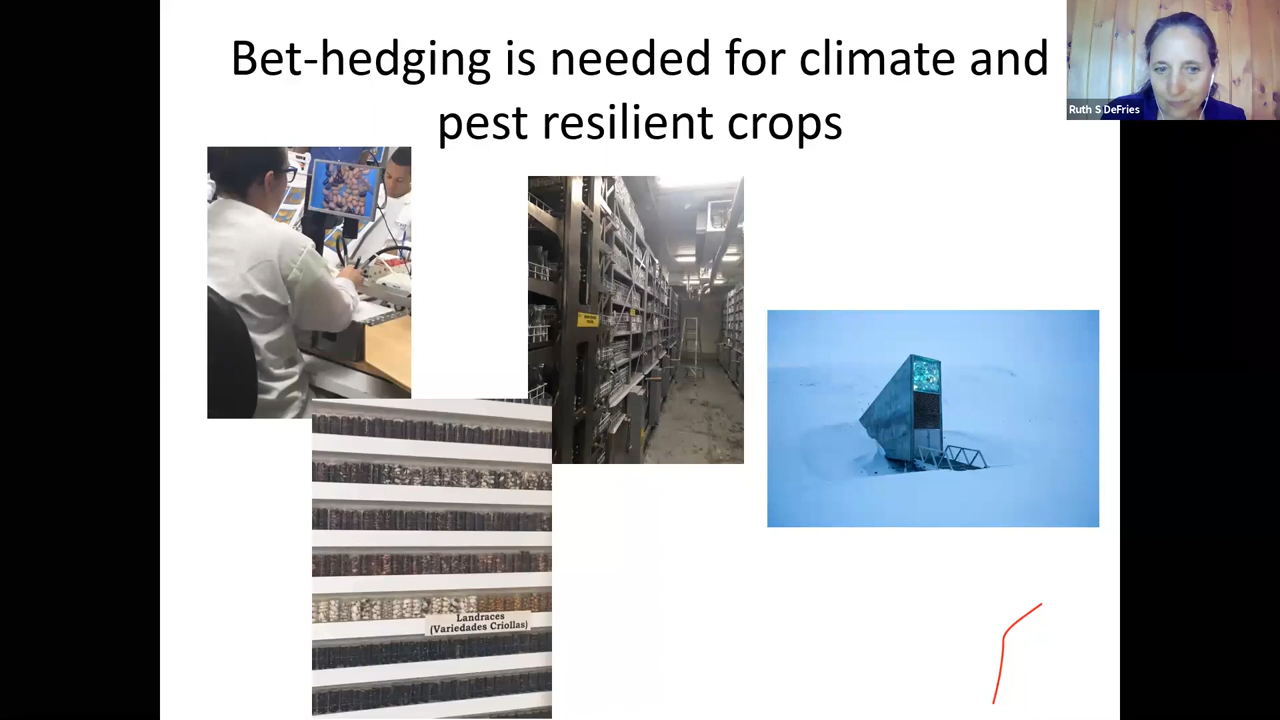 Bet-hedging is needed for climate and
pest resilient crops
Ruth S DeFries
Landraces
(Variedades Criollas)